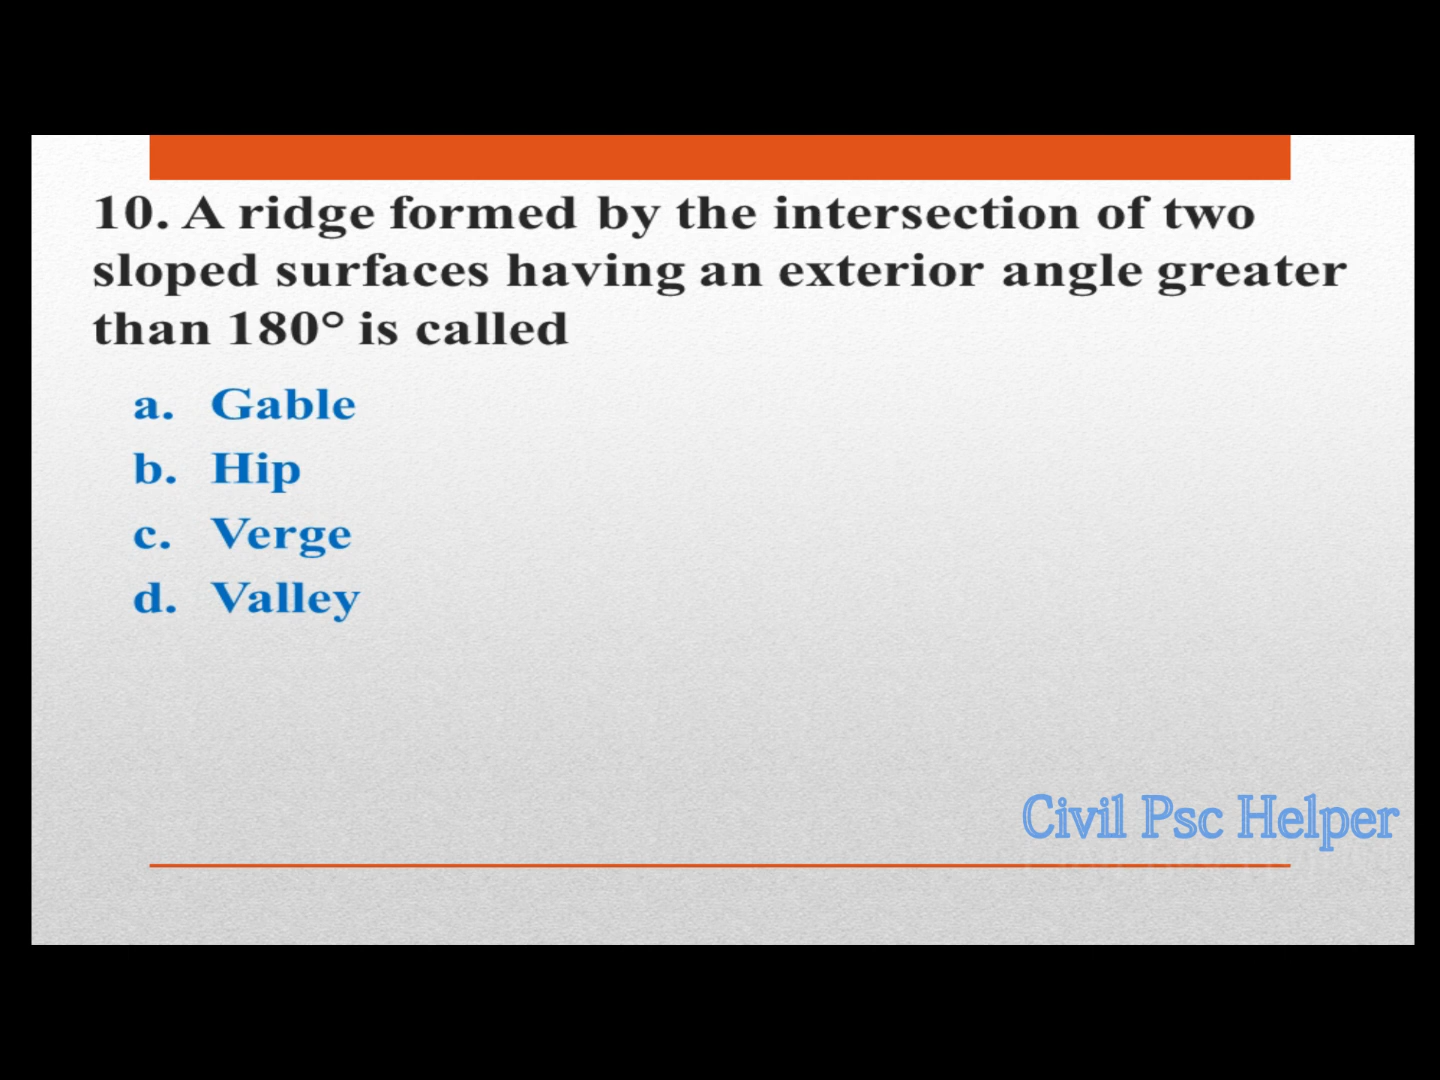 10. A ridge formed by the intersection of two
sloped surfaces having an exterior angle greater
than 180° is called
a. Gable
b. Hip
c. Verge
d. Valley
Civil Psc Helper